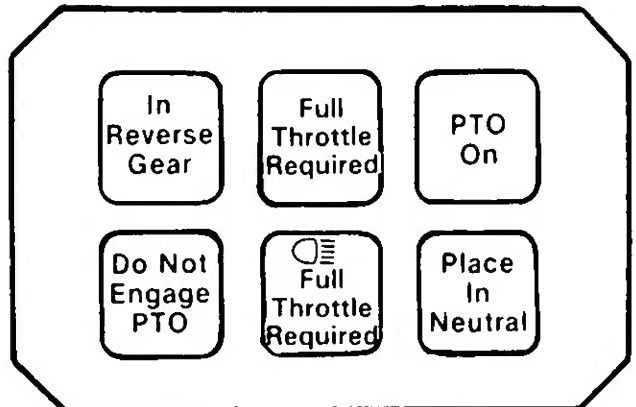 In
Reverse
Gear
Full
Throttle
Required
PTO
On
Do Not
Engage
PTO
Full
Throttle
Required
Place
In
Neutral